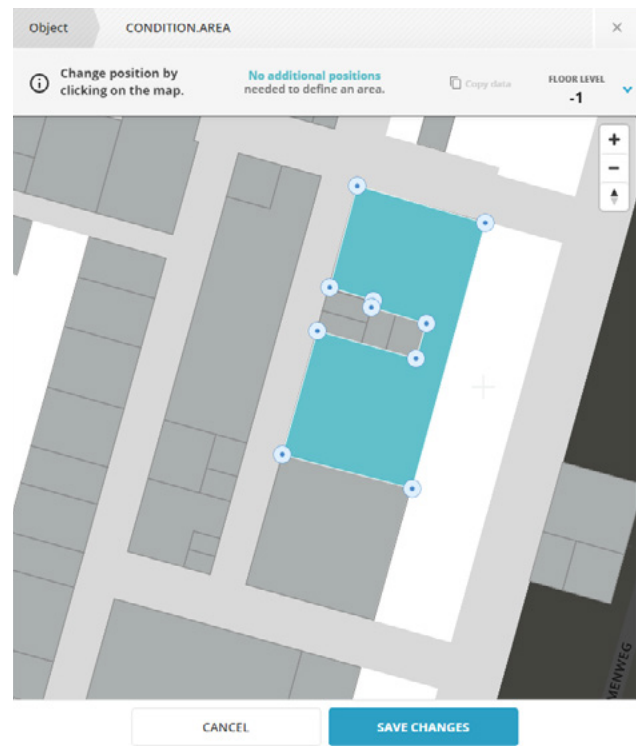 Object
CONDITION.AREA
×
Change position by
clicking on the map.
No additional positions
needed to define an area.
Copy data
FLOOR LEVEL
-1
+
−
MENWEG
CANCEL
SAVE CHANGES